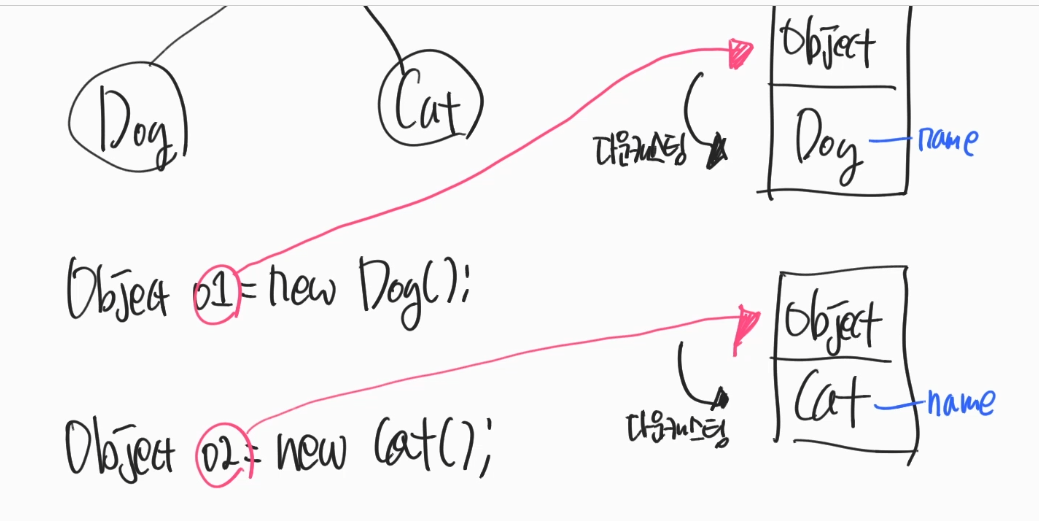 Dog
Cat
Object
Dog
name
다운캐스팅
Object o1 = new Dog();
Object
Cat
name
다운캐스팅
Object o2 = new Cat();